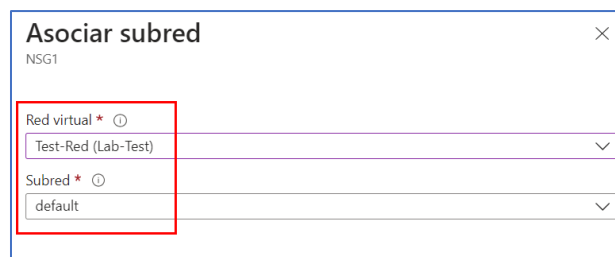 Asociar subred
NSG1
Red virtual *
Test-Red (Lab-Test)
Subred *
default